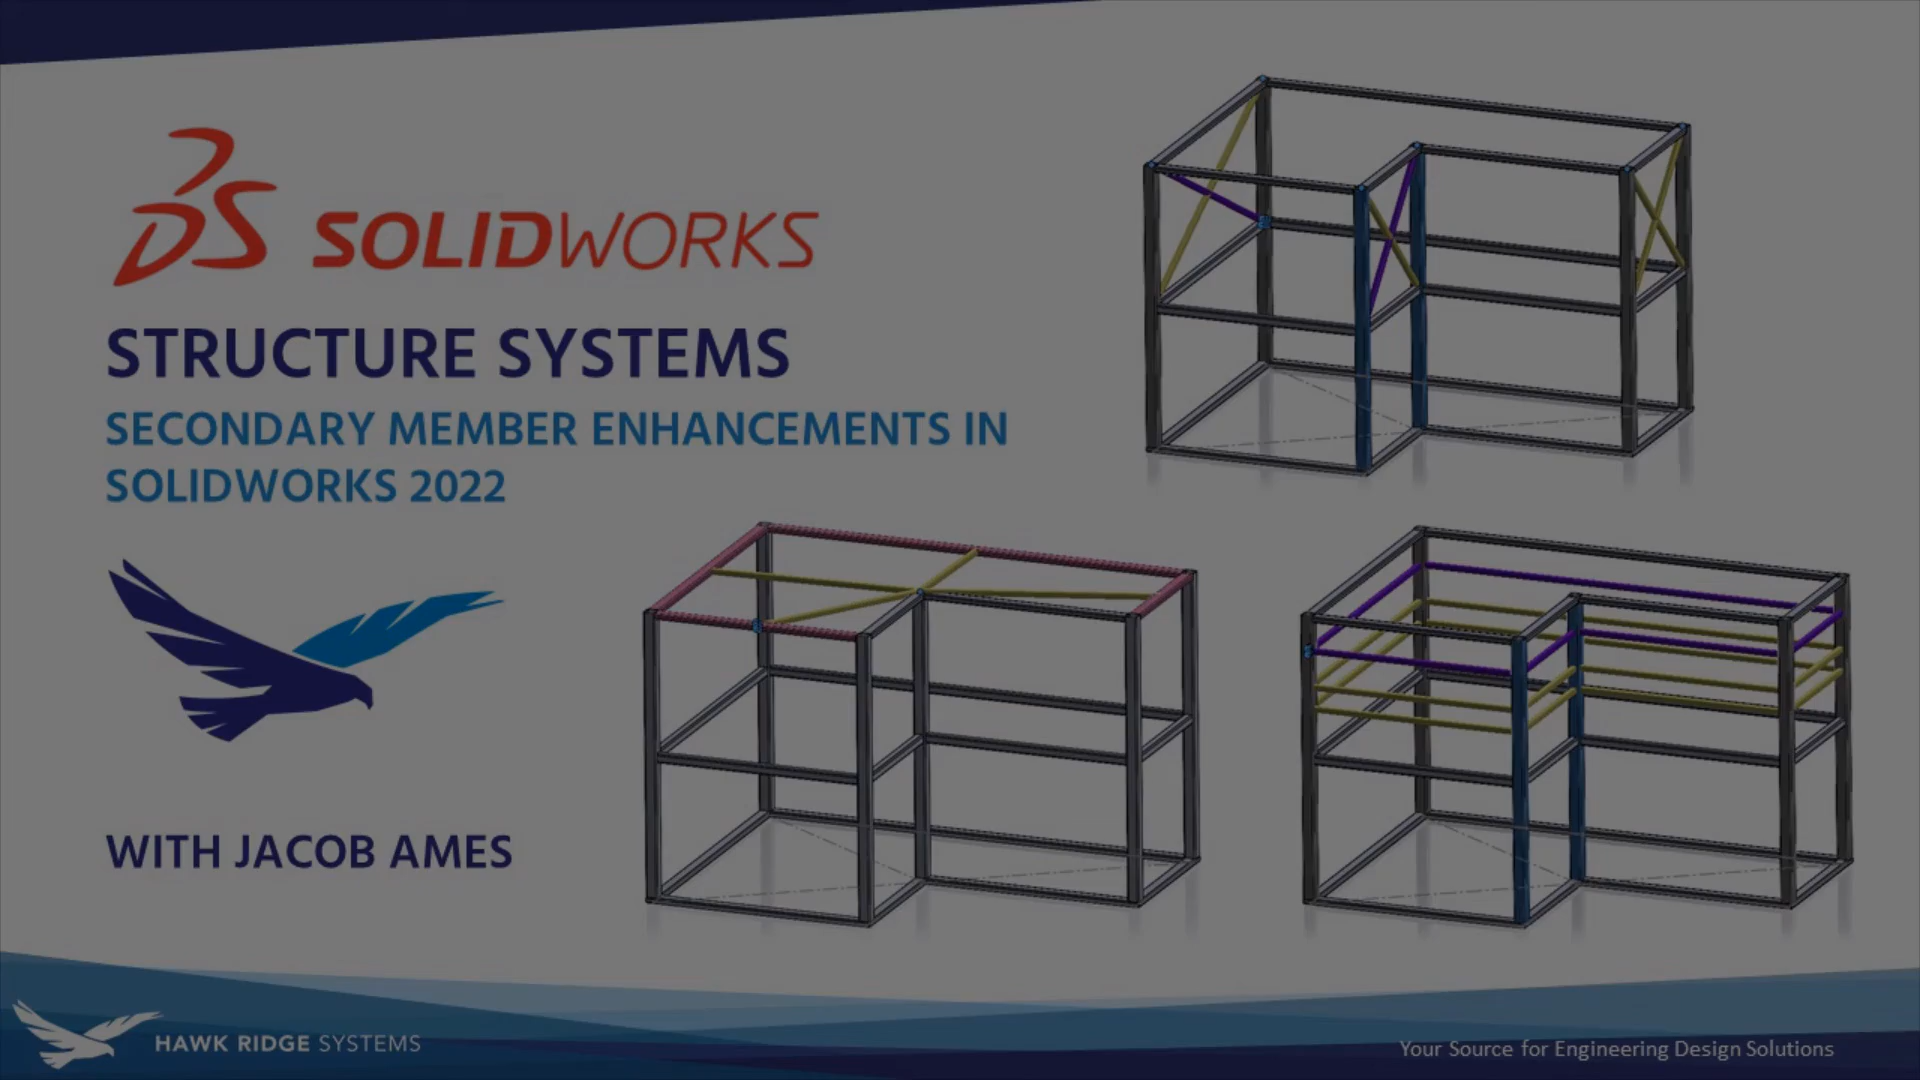 SOLIDWORKS
STRUCTURE SYSTEMS
SECONDARY MEMBER ENHANCEMENTS IN
SOLIDWORKS 2022
WITH JACOB AMES
HAWK RIDGE SYSTEMS
Your Source for Engineering Design Solutions